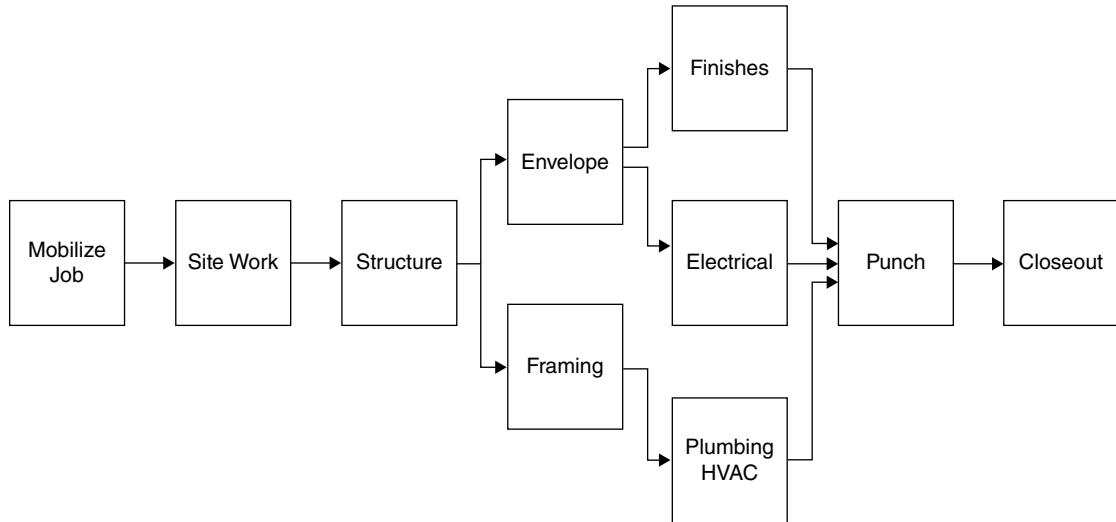 Mobilize
Job
Site Work
Structure
Envelope
Framing
Finishes
Electrical
Plumbing
HVAC
Punch
Closeout